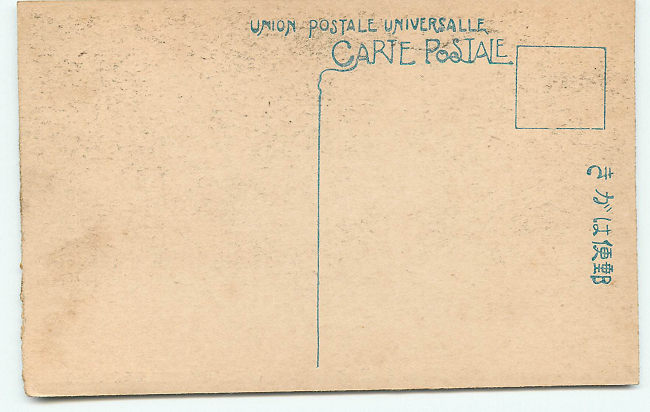 UNION POSTALE UNIVERSALLE
CARTE POSTALE
郵便はがき